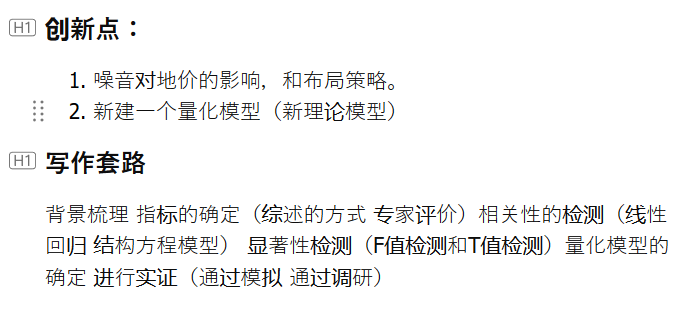 H1 创新点：
1. 噪音对地价的影响，和布局策略。
2. 新建一个量化模型（新理论模型）
H1 写作套路
背景梳理 指标的确定（综述的方式 专家评价）相关性的检测（线性
回归 结构方程模型） 显著性检测（F值检测和T值检测）量化模型的
确定 进行实证（通过模拟 通过调研）